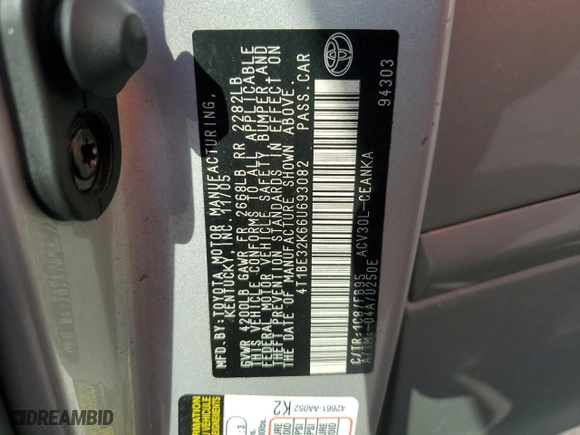 MFD.BY:TOYOTA MOTOR MANUFACTURING,
KENTUCKY, INC. 11/05
GVWR 4200LB GAWR FR 2668LB RR 2282LB
THIS VEHICLE CONFORMS TO ALL APPLICABLE
FEDERAL MOTOR VEHICLE SAFETY, BUMPER, AND
THEFT PREVENTION STANDARDS IN EFFECT ON
THE DATE OF MANUFACTURE SHOWN ABOVE.
4T1BE32K66U693082 PASS.CAR
C/TR:1C8/FB95 ACV30L-CEANKA
A/TM:-04A/U250E
94303
42661-AA052
K2
INFORMATION
DREAMBID